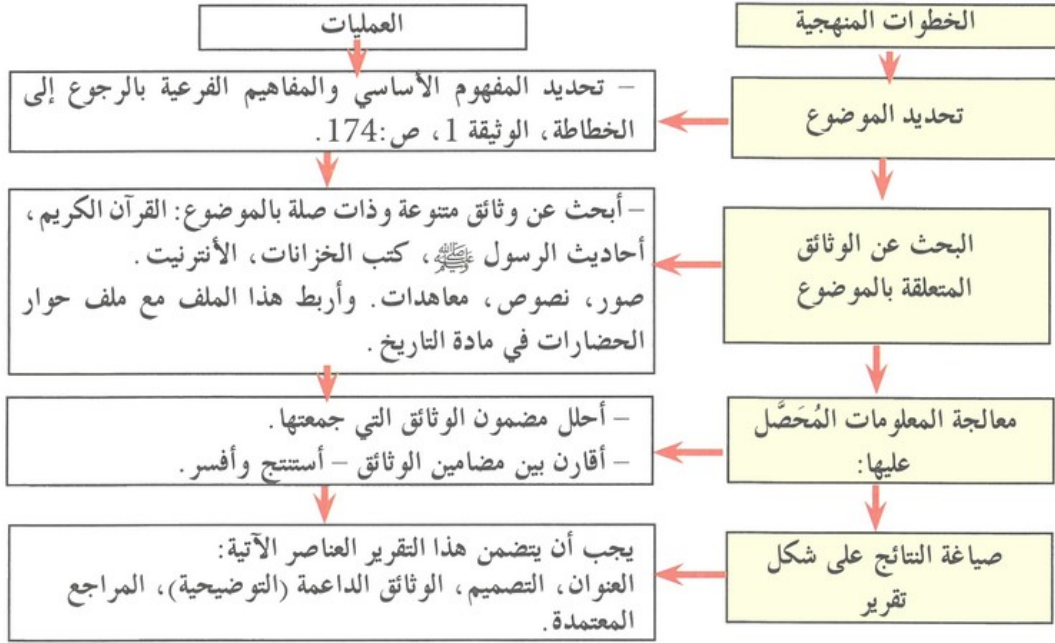 الخطوات المنهجية
العمليات
تحديد الموضوع
– تحديد المفهوم الأساسي والمفاهيم الفرعية بالرجوع إلى
الخطاطة، الوثيقة 1، ص:174.
البحث عن الوثائق
المتعلقة بالموضوع
– أبحث عن وثائق متنوعة وذات صلة بالموضوع: القرآن الكريم،
أحاديث الرسول ﷺ، كتب الخزانات، الأنترنيت.
صور، نصوص، معاهدات. وأربط هذا الملف مع ملف حوار
الحضارات في مادة التاريخ.
معالجة المعلومات المُحَصَّل
عليها:
– أحلل مضمون الوثائق التي جمعتها.
– أقارن بين مضامين الوثائق – أستنتج وأفسر.
صياغة النتائج على شكل
تقرير
يجب أن يتضمن هذا التقرير العناصر الآتية:
العنوان، التصميم، الوثائق الداعمة (التوضيحية)، المراجع
المعتمدة.